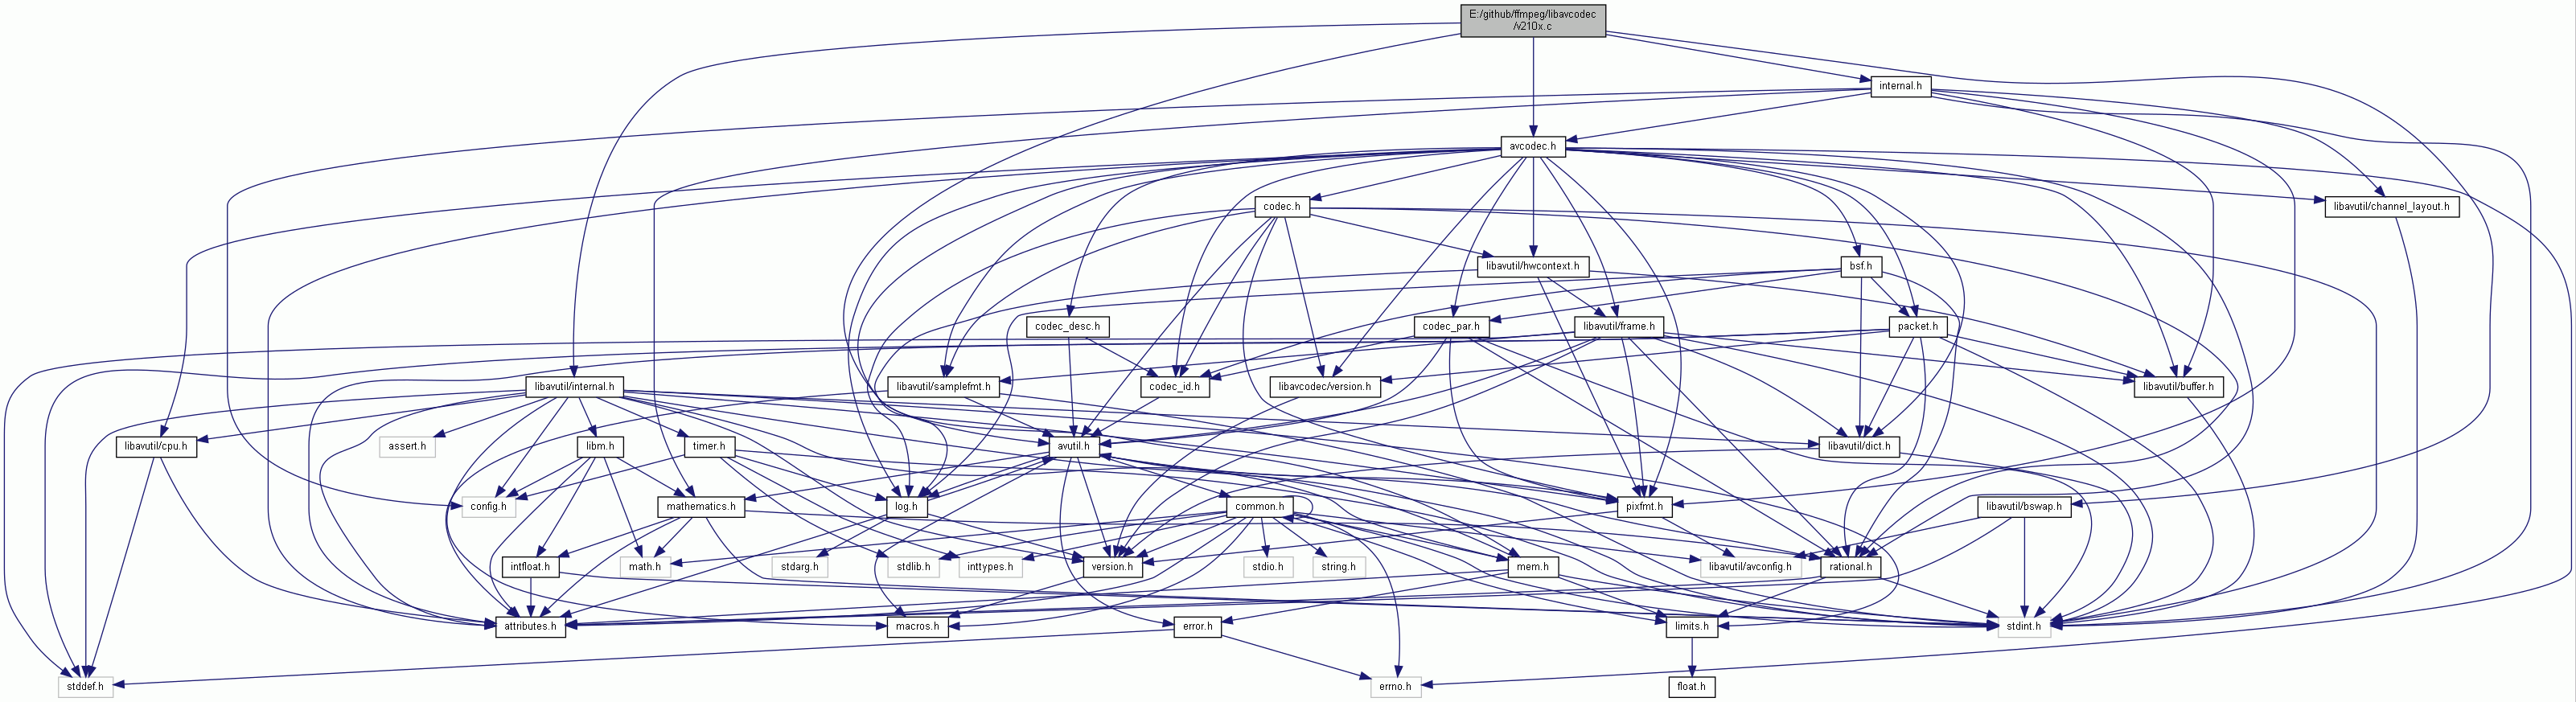 E:/github/ffmpeg/libavcodec
/v210x.c
internal.h
avcodec.h
codec.h
libavutil/channel_layout.h
libavutil/hwcontext.h
bsf.h
codec_desc.h
codec_par.h
libavutil/frame.h
packet.h
libavutil/internal.h
libavutil/samplefmt.h
codec_id.h
libavcodec/version.h
libavutil/buffer.h
libavutil/cpu.h
assert.h
libm.h
timer.h
avutil.h
libavutil/dict.h
config.h
mathematics.h
log.h
common.h
pixfmt.h
libavutil/bswap.h
intfloat.h
math.h
stdarg.h
stdlib.h
inttypes.h
version.h
stdio.h
string.h
mem.h
libavutil/avconfig.h
rational.h
attributes.h
macros.h
error.h
limits.h
stdint.h
stddef.h
errno.h
float.h